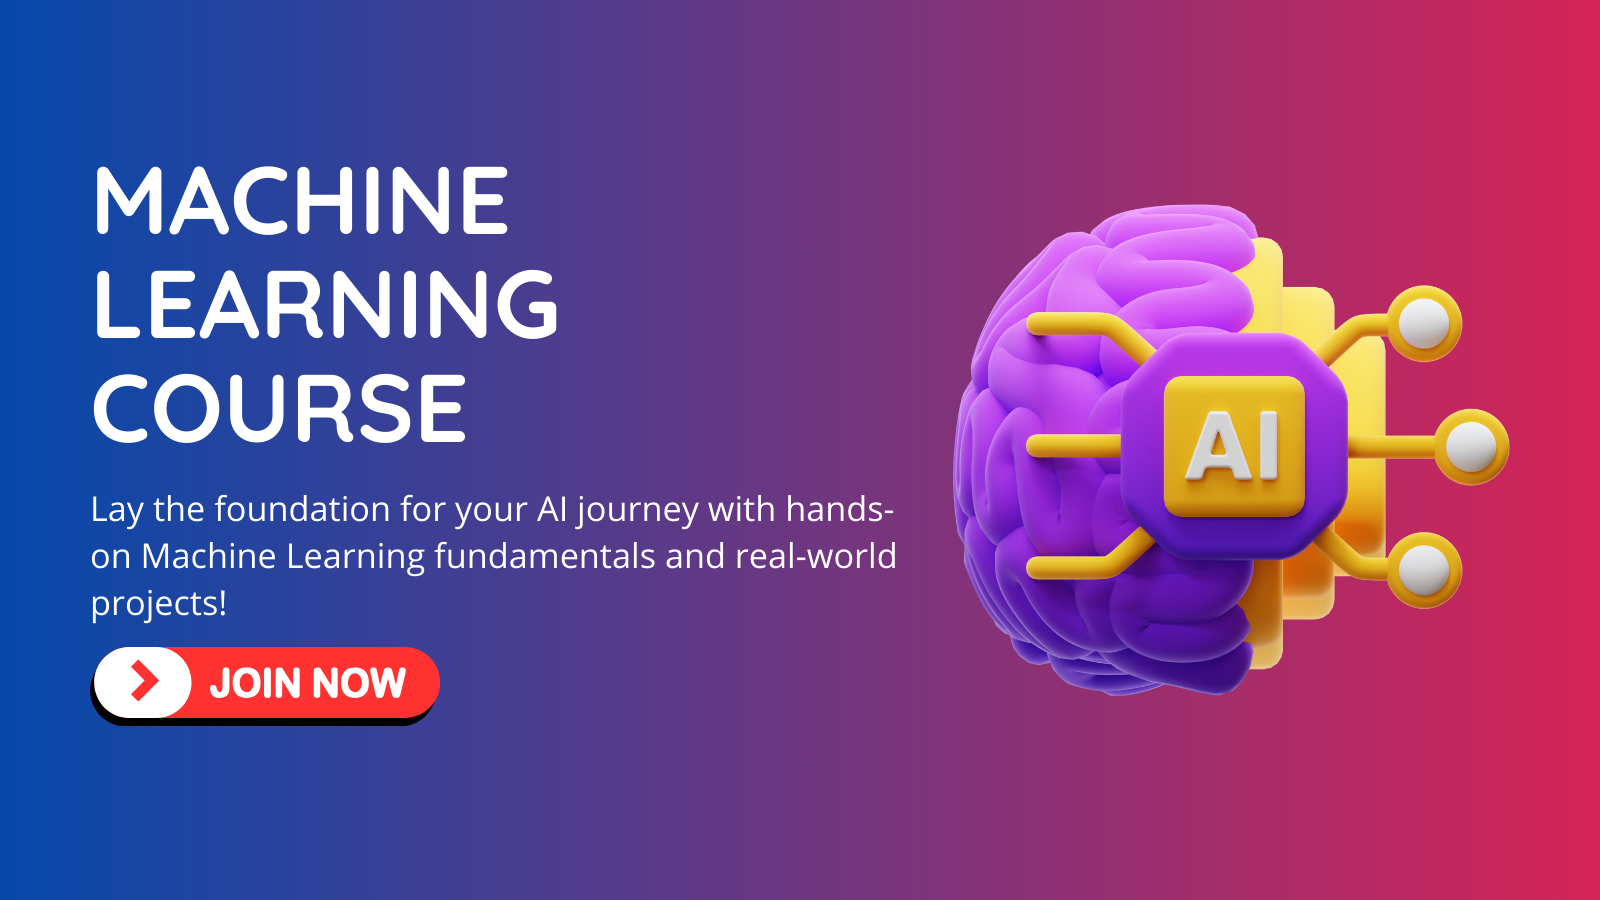 MACHINE
LEARNING
COURSE
Lay the foundation for your AI journey with hands-
on Machine Learning fundamentals and real-world
projects!
JOIN NOW
AI